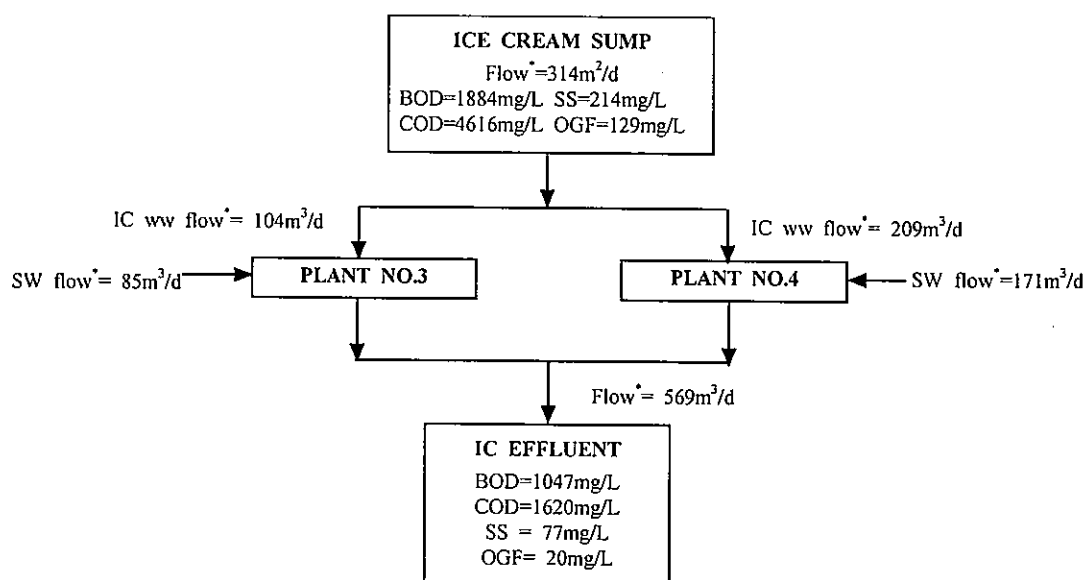 ICE CREAM SUMP
Flow*=314m²/d
BOD=1884mg/L SS=214mg/L
COD=4616mg/L OGF=129mg/L
IC ww flow*= 104m³/d
IC ww flow*= 209m³/d
SW flow*= 85m³/d
PLANT NO.3
PLANT NO.4
SW flow*=171m³/d
Flow*= 569m³/d
IC EFFLUENT
BOD=1047mg/L
COD=1620mg/L
SS = 77mg/L
OGF= 20mg/L